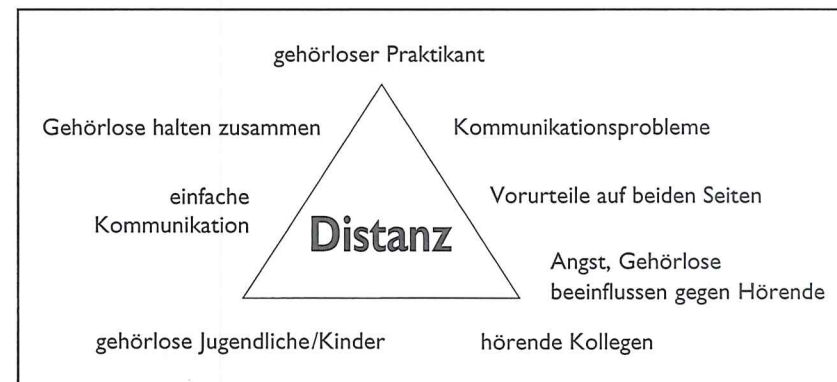 gehörloser Praktikant
Gehörlose halten zusammen
Kommunikationsprobleme
einfache
Kommunikation
Vorurteile auf beiden Seiten
Distanz
Angst, Gehörlose
beeinflussen gegen Hörende
gehörlose Jugendliche/Kinder
hörende Kollegen